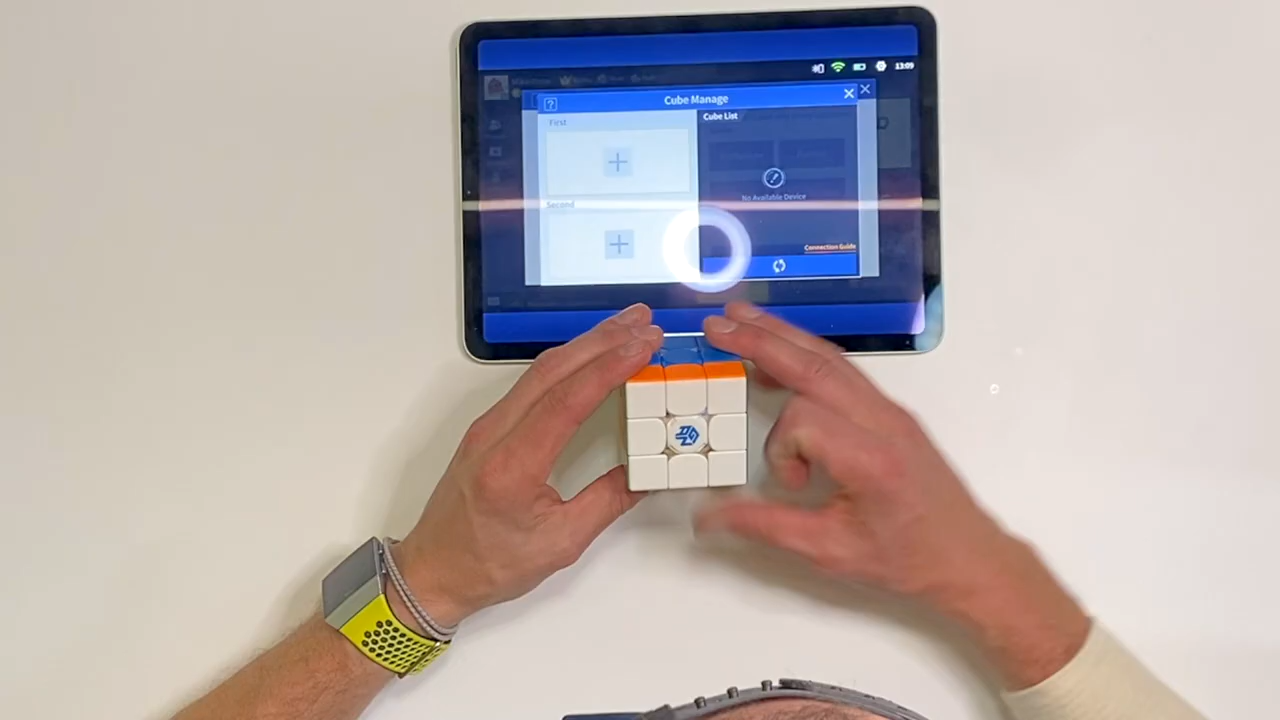 13:09
Cube Manage
?
First
Cube List
No Available Device
Second
Connection Guide